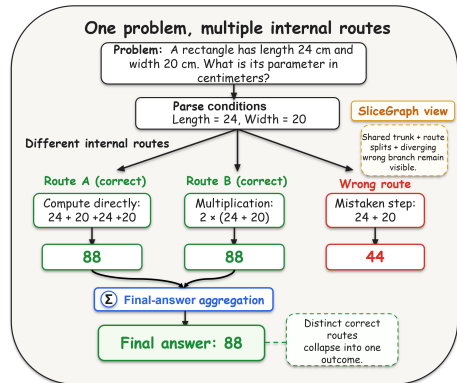 One problem, multiple internal routes
Problem: A rectangle has length 24 cm and
width 20 cm. What is its parameter in
centimeters?
Parse conditions
Length = 24, Width = 20
SliceGraph view
Shared trunk + route
splits + diverging
wrong branch remain
visible.
Different internal routes
Route A (correct)
Route B (correct)
Wrong route
Compute directly:
24 + 20 +24 +20
Multiplication:
2 × (24 + 20)
Mistaken step:
24 + 20
88
88
44
Σ Final-answer aggregation
Final answer: 88
Distinct correct
routes
collapse into one
outcome.